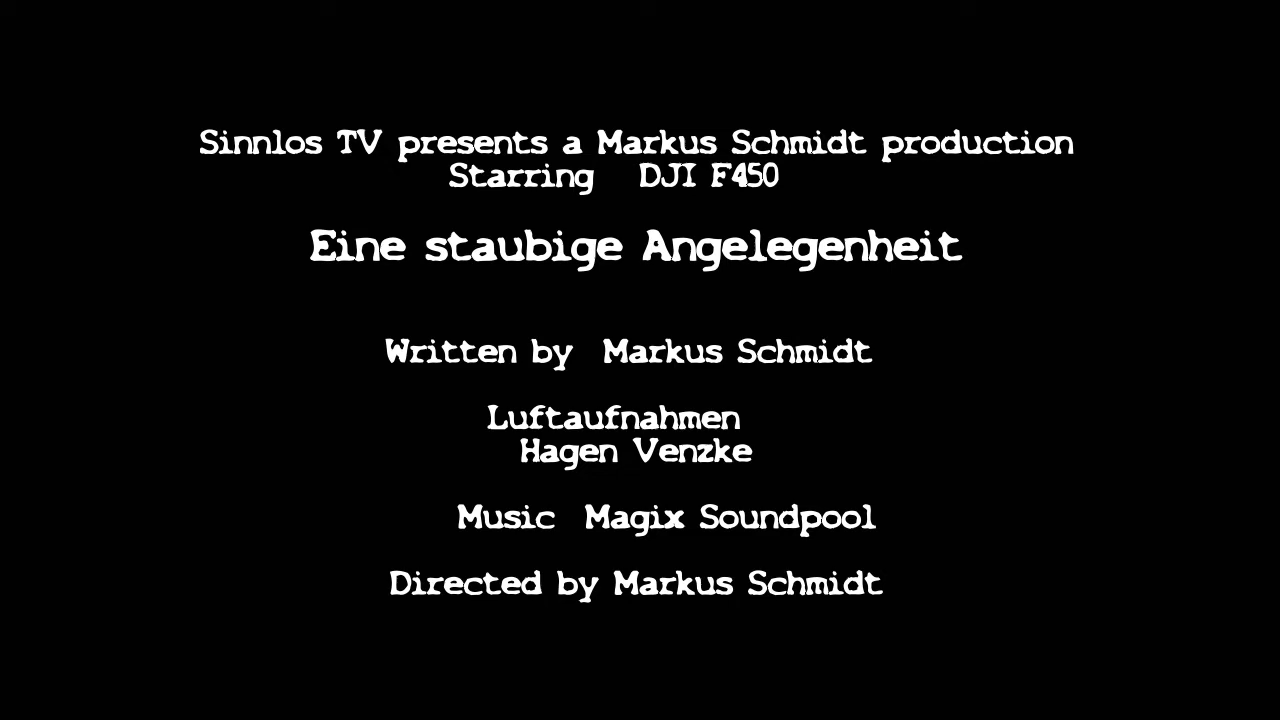 Sinnlos TV presents a Markus Schmidt production
Starring DJI F450
Eine staubige Angelegenheit
Written by Markus Schmidt
Luftaufnahmen
Hagen Venzke
Music Magix Soundpool
Directed by Markus Schmidt